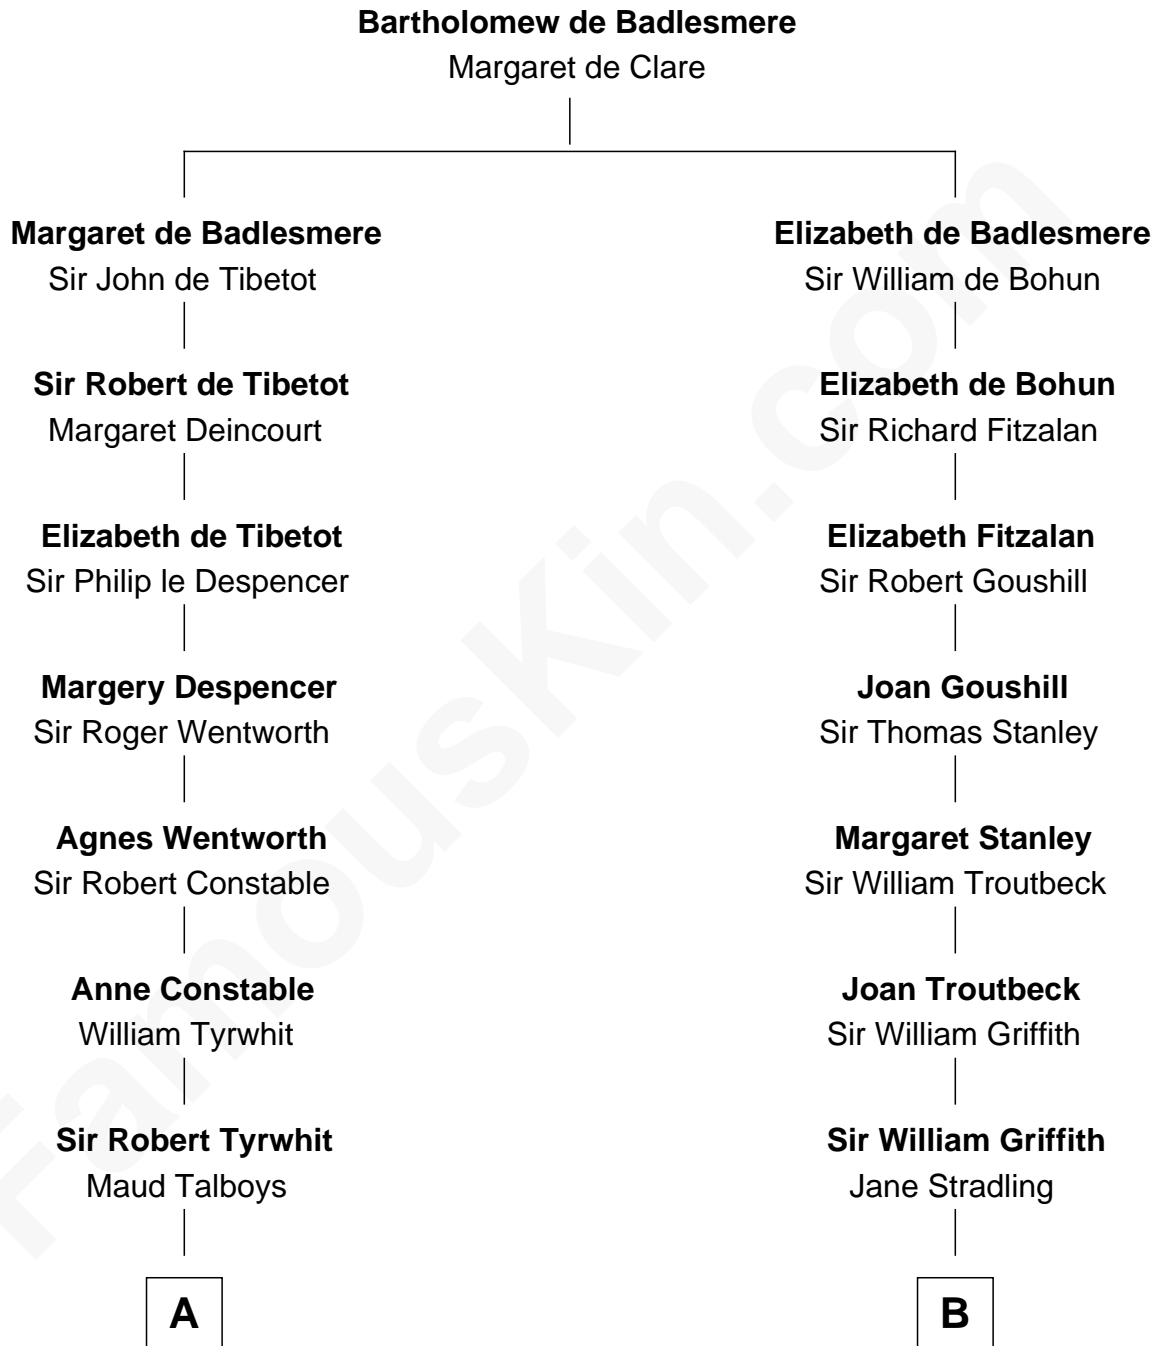 Bartholomew de Badlesmere
Margaret de Clare
Margaret de Badlesmere
Sir John de Tibetot
Elizabeth de Badlesmere
Sir William de Bohun
Sir Robert de Tibetot
Margaret Deincourt
Elizabeth de Bohun
Sir Richard Fitzalan
Elizabeth de Tibetot
Sir Philip le Despencer
Elizabeth Fitzalan
Sir Robert Goushill
Margery Despencer
Sir Roger Wentworth
Joan Goushill
Sir Thomas Stanley
Agnes Wentworth
Sir Robert Constable
Margaret Stanley
Sir William Troutbeck
Anne Constable
William Tyrwhit
Joan Troutbeck
Sir William Griffith
Sir Robert Tyrwhit
Maud Talboys
Sir William Griffith
Jane Stradling
A
B
FamousKin.com